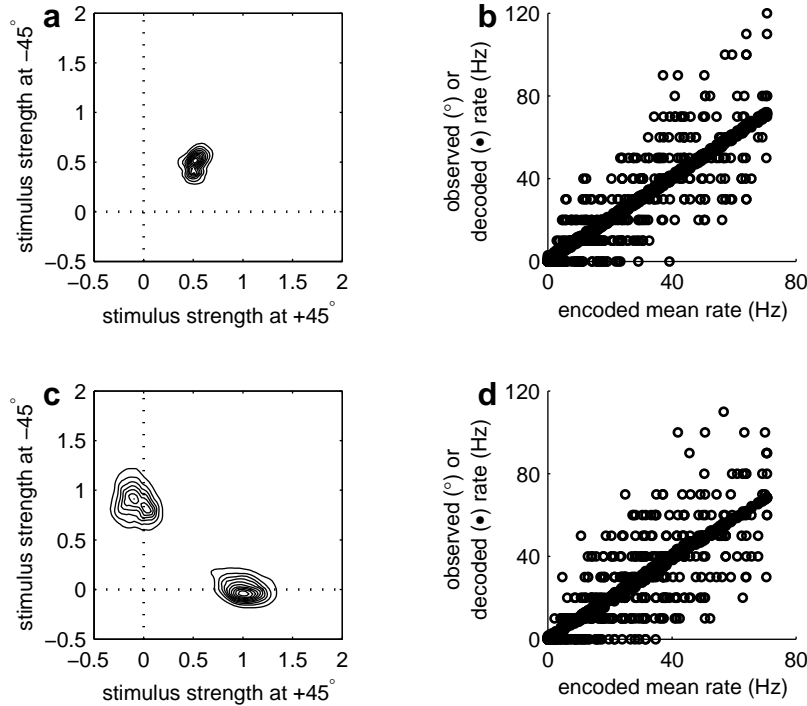 a
stimulus strength at −45°
2
1.5
1
0.5
0
−0.5
−0.5 0 0.5 1 1.5 2
stimulus strength at +45°
b
observed (°) or
decoded (•) rate (Hz)
120
80
40
0
0 40 80
encoded mean rate (Hz)
c
stimulus strength at −45°
2
1.5
1
0.5
0
−0.5
−0.5 0 0.5 1 1.5 2
stimulus strength at +45°
d
observed (°) or
decoded (•) rate (Hz)
120
80
40
0
0 40 80
encoded mean rate (Hz)